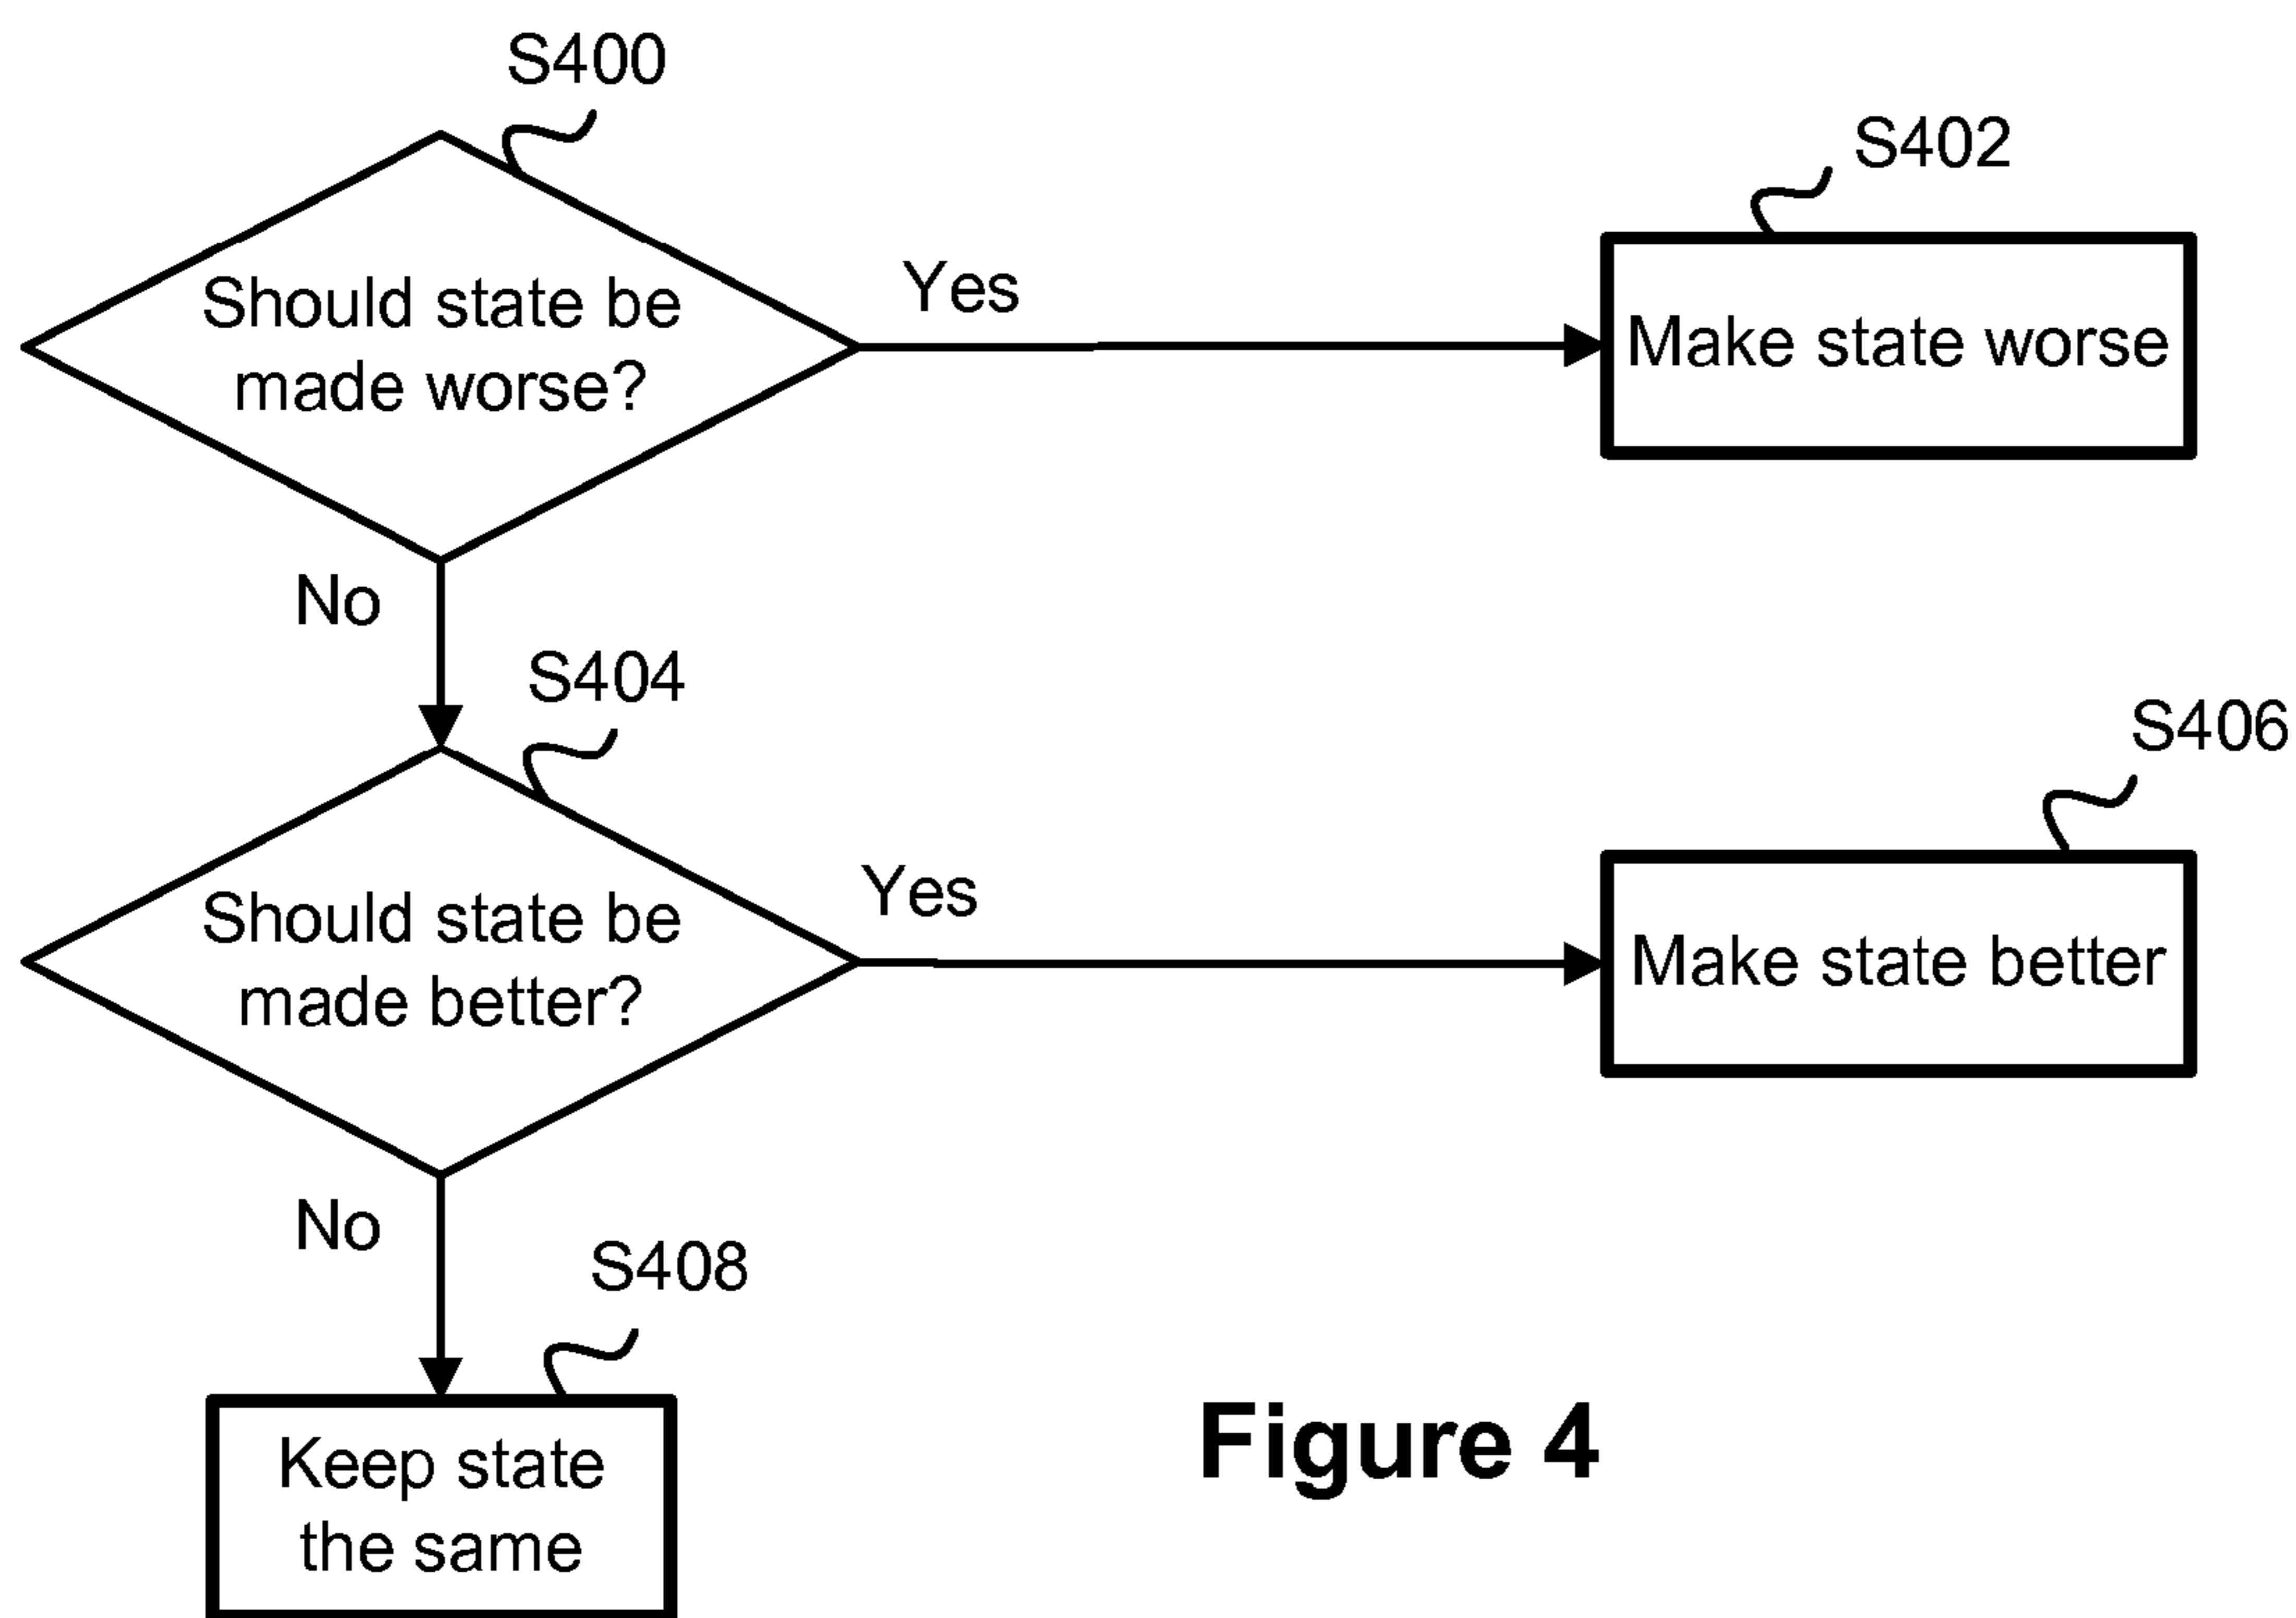 S400
Should state be
made worse?
Yes
S402
Make state worse
No
S404
Should state be
made better?
Yes
S406
Make state better
No
S408
Keep state
the same
Figure 4